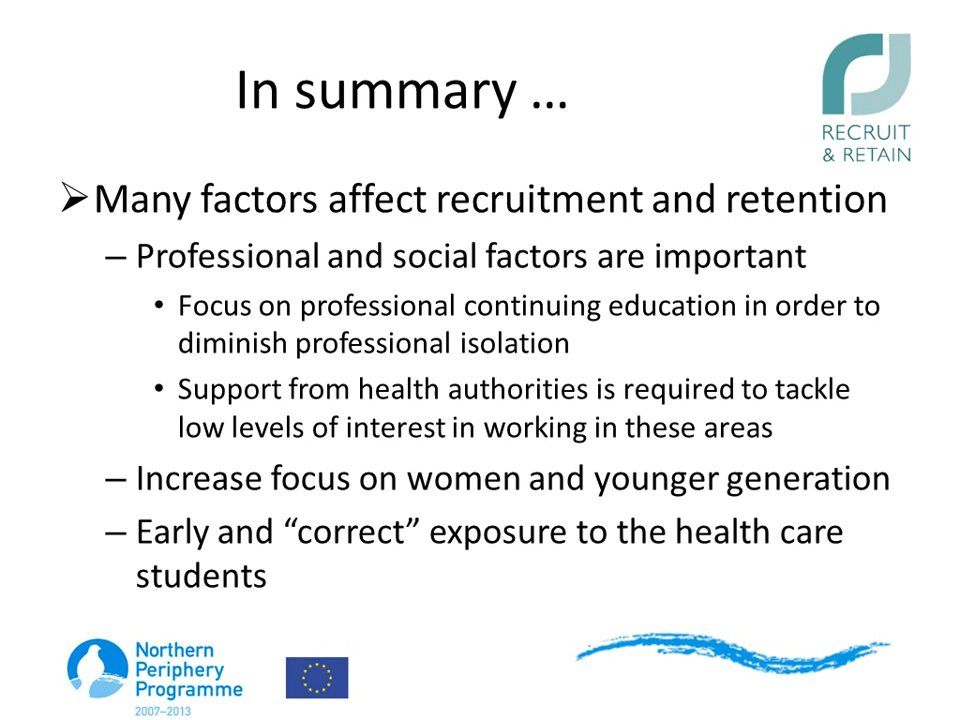 In summary …
RECRUIT
& RETAIN
➢ Many factors affect recruitment and retention
– Professional and social factors are important
• Focus on professional continuing education in order to
diminish professional isolation
• Support from health authorities is required to tackle
low levels of interest in working in these areas
– Increase focus on women and younger generation
– Early and “correct” exposure to the health care
students
Northern
Periphery
Programme
2007–2013